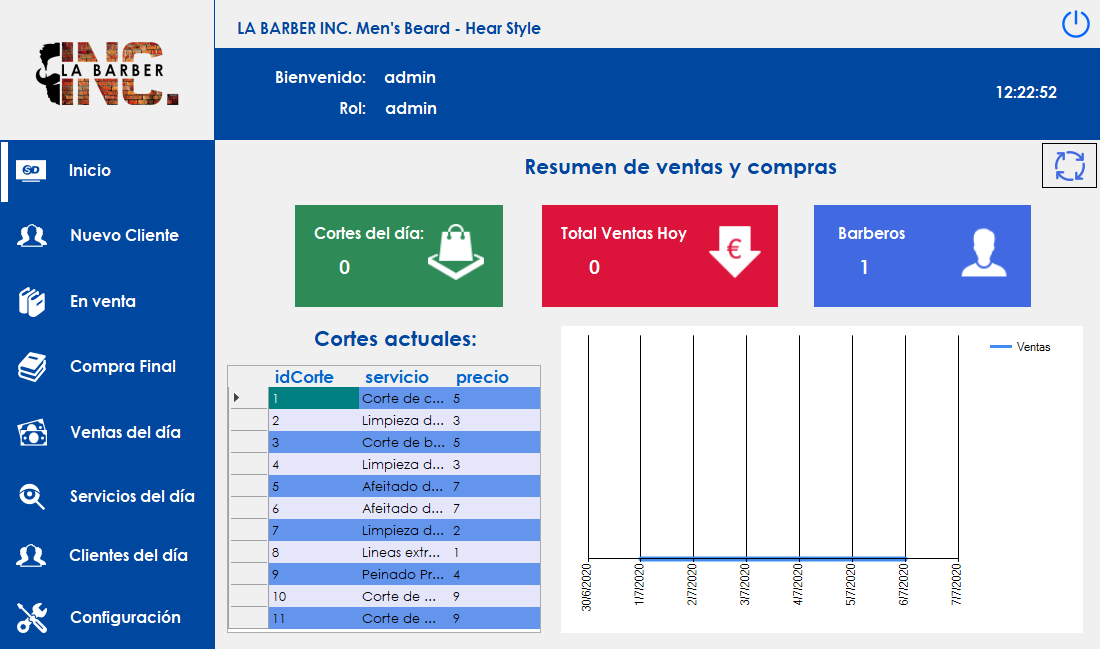 LA BARBER INC. Men's Beard - Hear Style
INC.
LA BARBER
Bienvenido: admin
Rol: admin
12:22:52
Inicio
Nuevo Cliente
En venta
Compra Final
Ventas del día
Servicios del día
Clientes del día
Configuración
Resumen de ventas y compras
Cortes del día:
0
Total Ventas Hoy
0
€
Barberos
1
Cortes actuales:
idCorte servicio precio
1 Corte de c... 5
2 Limpieza d... 3
3 Corte de b... 5
4 Limpieza d... 3
5 Afeitado d... 7
6 Afeitado d... 7
7 Limpieza d... 2
8 Lineas extr... 1
9 Peinado Pr... 4
10 Corte de ... 9
11 Corte de ... 9
Ventas
30/6/2020
1/7/2020
2/7/2020
3/7/2020
4/7/2020
5/7/2020
6/7/2020
7/7/2020